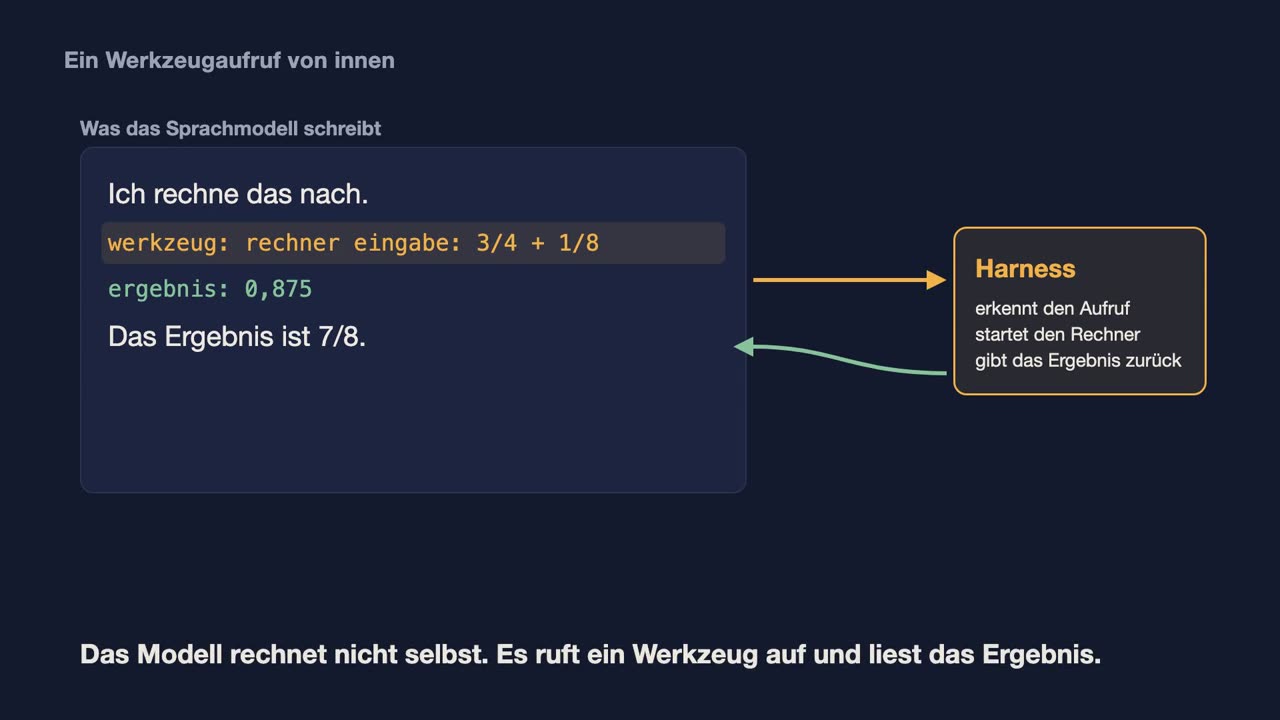 Ein Werkzeugaufruf von innen
Was das Sprachmodell schreibt
Ich rechne das nach.
werkzeug: rechner eingabe: 3/4 + 1/8
ergebnis: 0,875
Das Ergebnis ist 7/8.
Harness
erkennt den Aufruf
startet den Rechner
gibt das Ergebnis zurück
Das Modell rechnet nicht selbst. Es ruft ein Werkzeug auf und liest das Ergebnis.